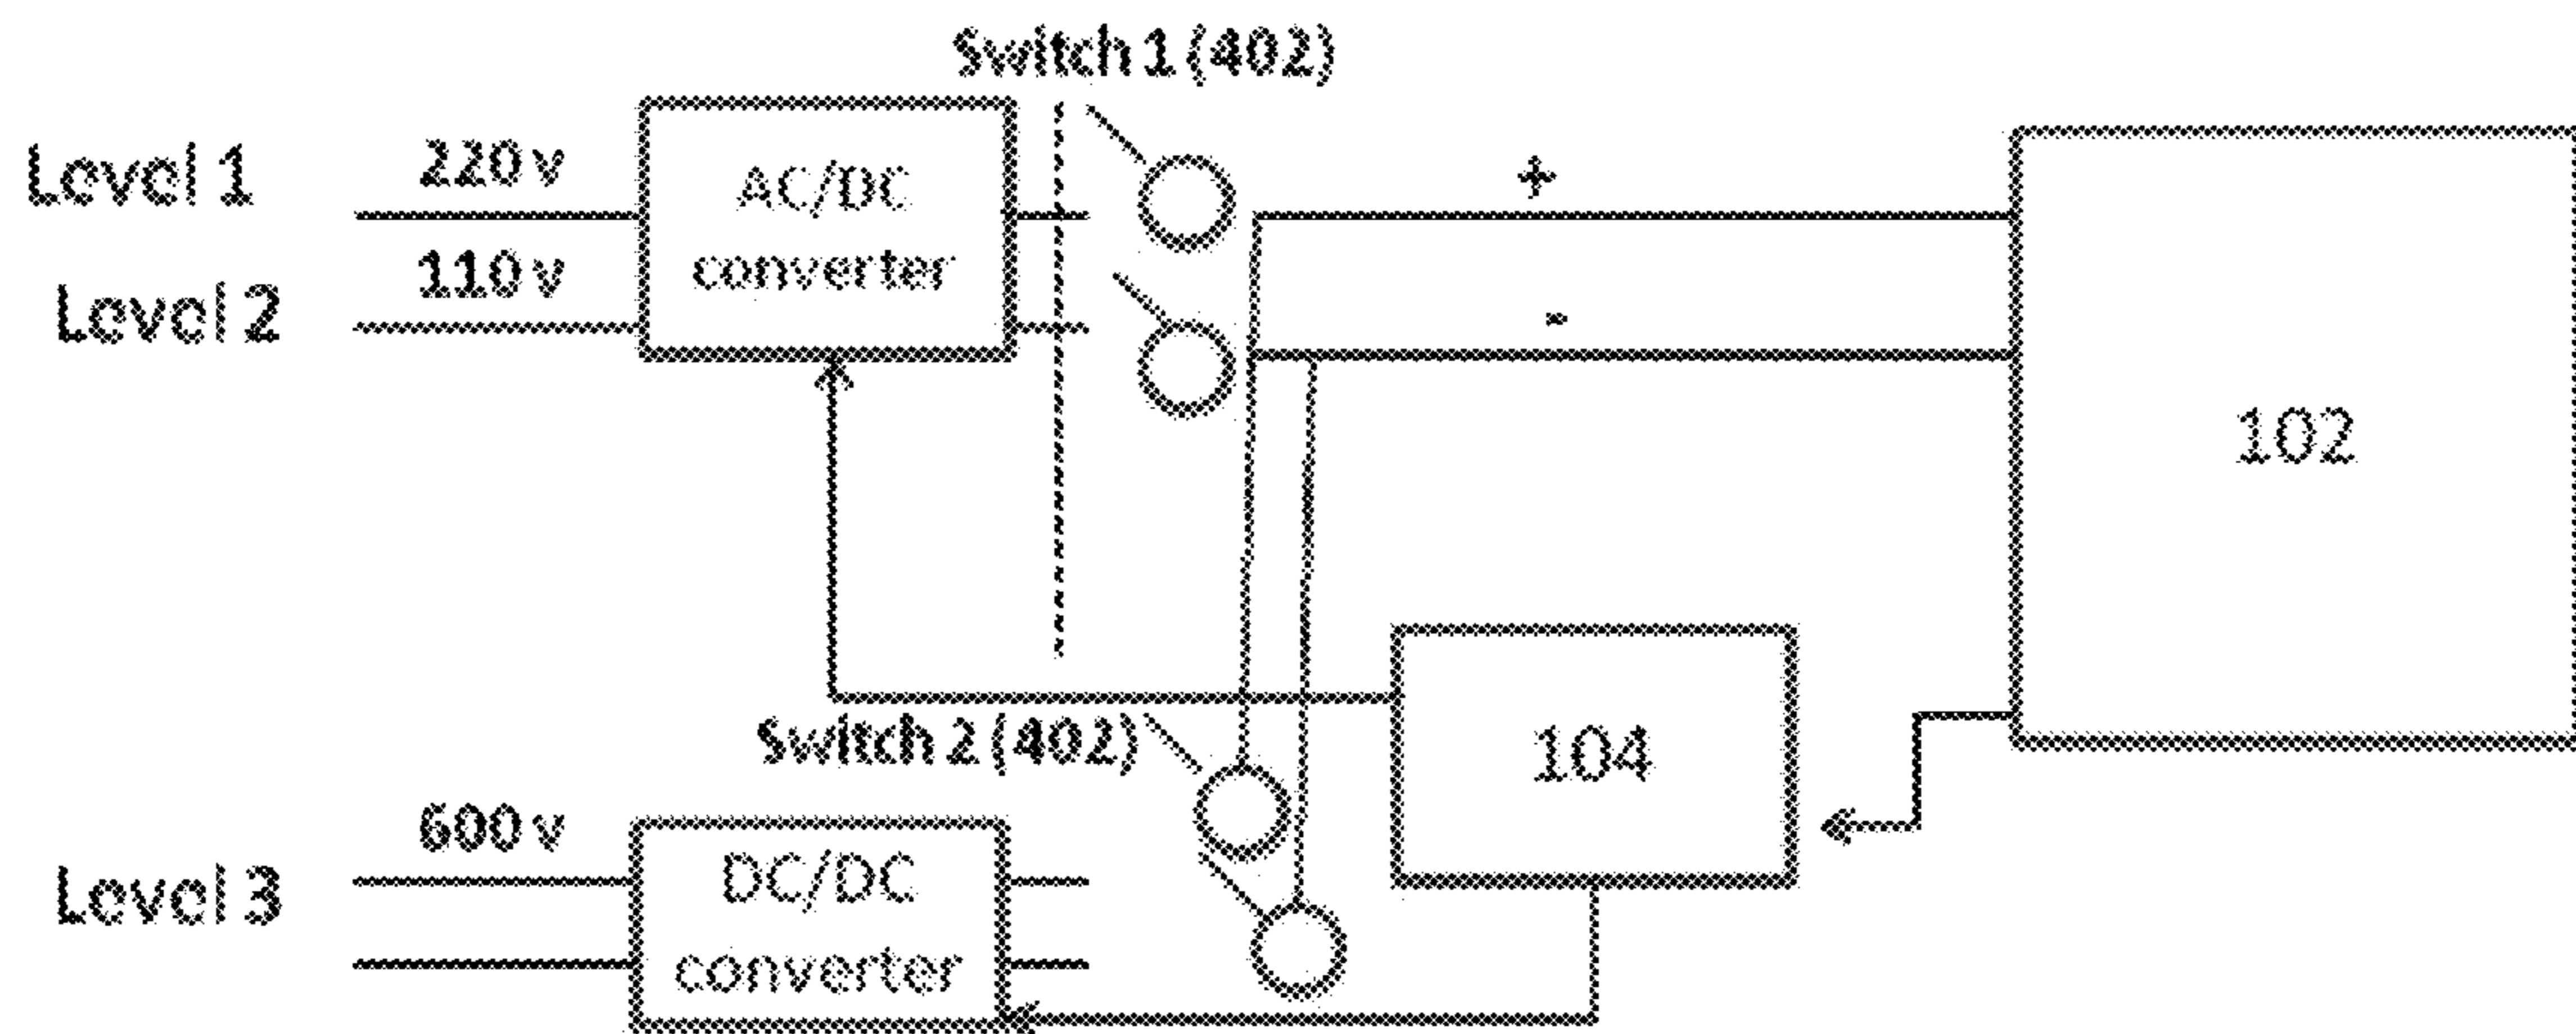 Switch 1 (402)
Level 1
220 v
AC/DC
converter
+
Level 2
110 v
-
102
Switch 2 (402)
104
Level 3
600 v
DC/DC
converter